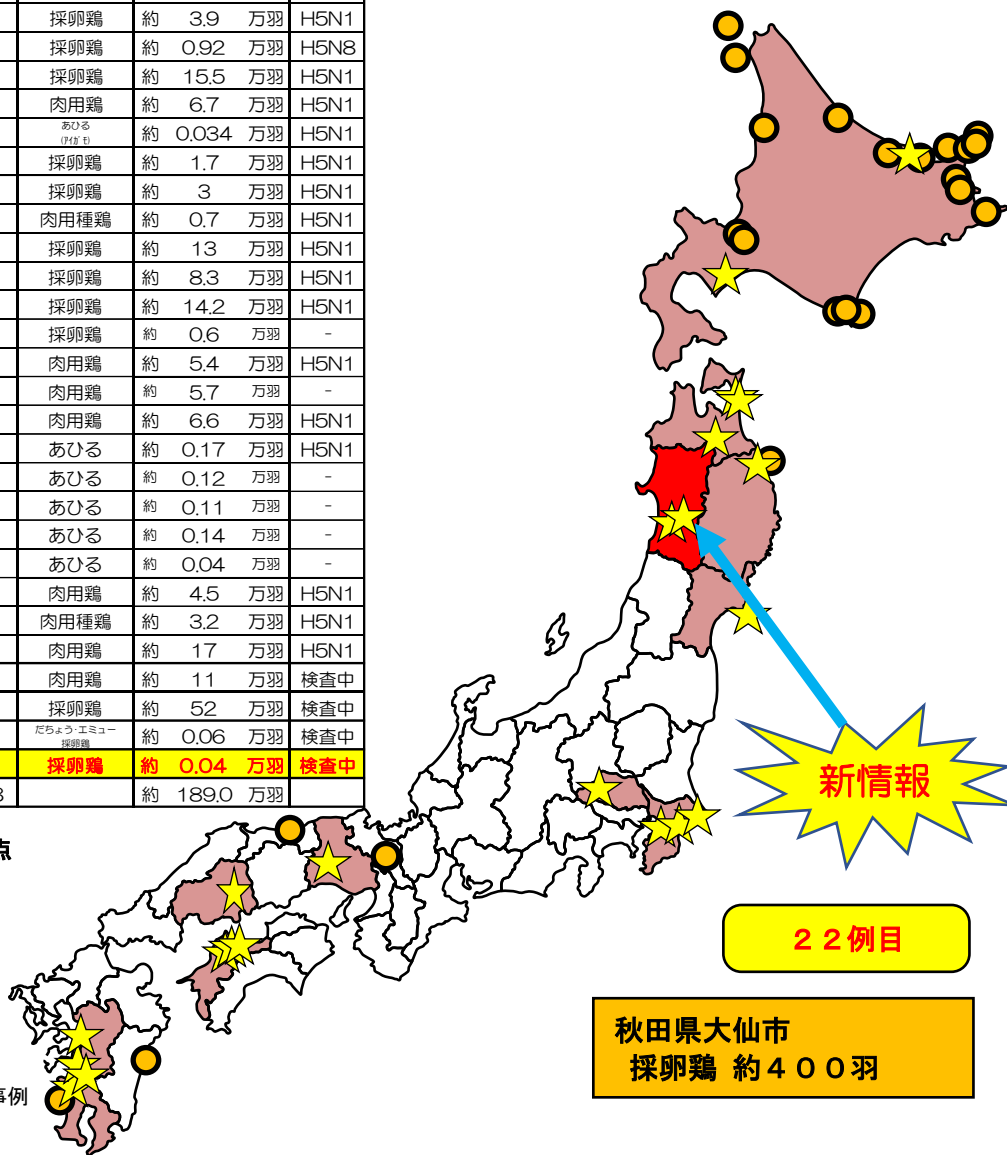 採卵鶏 約 3.9 万羽 H5N1
採卵鶏 約 0.92 万羽 H5N8
採卵鶏 約 15.5 万羽 H5N1
肉用鶏 約 6.7 万羽 H5N1
あひる
(ｱｲｶﾞﾓ) 約 0.034 万羽 H5N1
採卵鶏 約 1.7 万羽 H5N1
採卵鶏 約 3 万羽 H5N1
肉用種鶏 約 0.7 万羽 H5N1
採卵鶏 約 13 万羽 H5N1
採卵鶏 約 8.3 万羽 H5N1
採卵鶏 約 14.2 万羽 H5N1
採卵鶏 約 0.6 万羽 -
肉用鶏 約 5.4 万羽 H5N1
肉用鶏 約 5.7 万羽 -
肉用鶏 約 6.6 万羽 H5N1
あひる 約 0.17 万羽 H5N1
あひる 約 0.12 万羽 -
あひる 約 0.11 万羽 -
あひる 約 0.14 万羽 -
あひる 約 0.04 万羽 -
肉用鶏 約 4.5 万羽 H5N1
肉用種鶏 約 3.2 万羽 H5N1
肉用鶏 約 17 万羽 H5N1
肉用鶏 約 11 万羽 検査中
採卵鶏 約 52 万羽 検査中
だちょう・エミュー
採卵鶏 約 0.06 万羽 検査中
採卵鶏 約 0.04 万羽 検査中
約 189.0 万羽
点
新情報
２２例目
秋田県大仙市
採卵鶏 約４００羽
事例